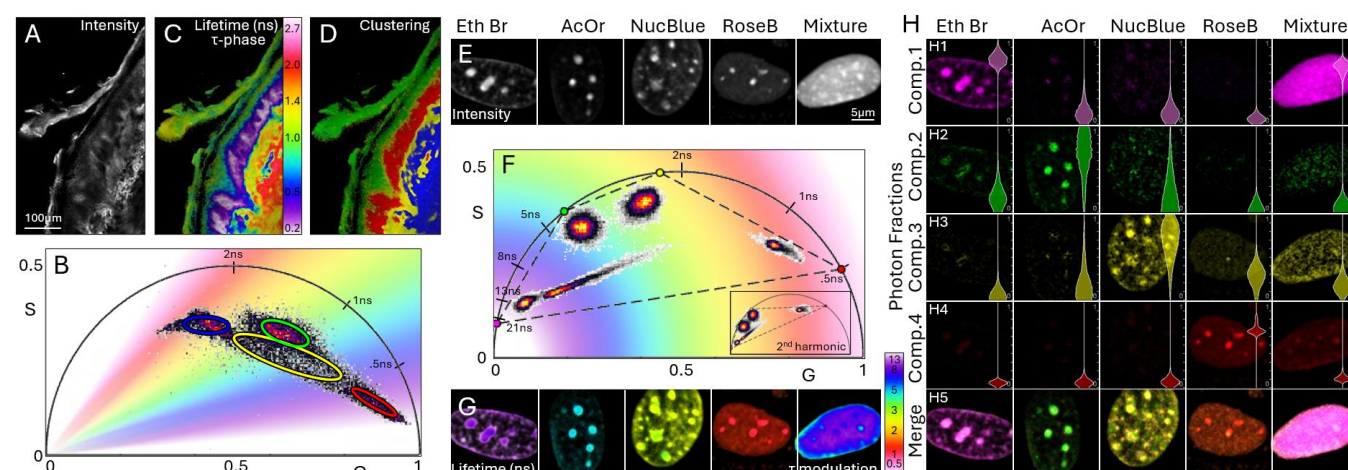 A
Intensity
100μm
C
Lifetime (ns)
τ-phase
D
Clustering
2.7
2.0
1.4
1.0
0.5
0.2
B
0.5
S
2ns
1ns
.5ns
0
0
0.5
1
Eth Br
AcOr
NucBlue
RoseB
Mixture
E
Intensity
5μm
F
0.5
S
2ns
1ns
5ns
8ns
13ns
21ns
.5ns
2nd harmonic
0
0
0.5
G
1
G
Lifetime (ns)
τ modulation
13
8
5
3
2
1
0.5
H
Eth Br
AcOr
NucBlue
RoseB
Mixture
Photon Fractions
Comp.1
H1
Comp.2
H2
Comp.3
H3
Comp.4
H4
Merge
H5